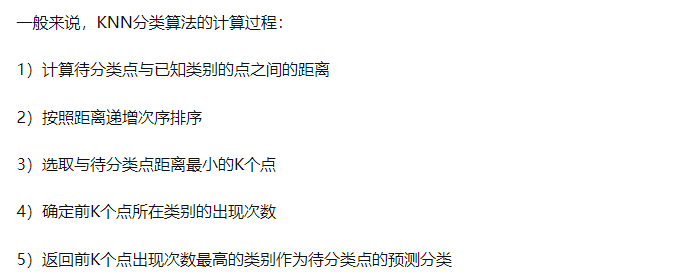 一般来说，KNN分类算法的计算过程：
1）计算待分类点与已知类别的点之间的距离
2）按照距离递增次序排序
3）选取与待分类点距离最小的K个点
4）确定前K个点所在类别的出现次数
5）返回前K个点出现次数最高的类别作为待分类点的预测分类